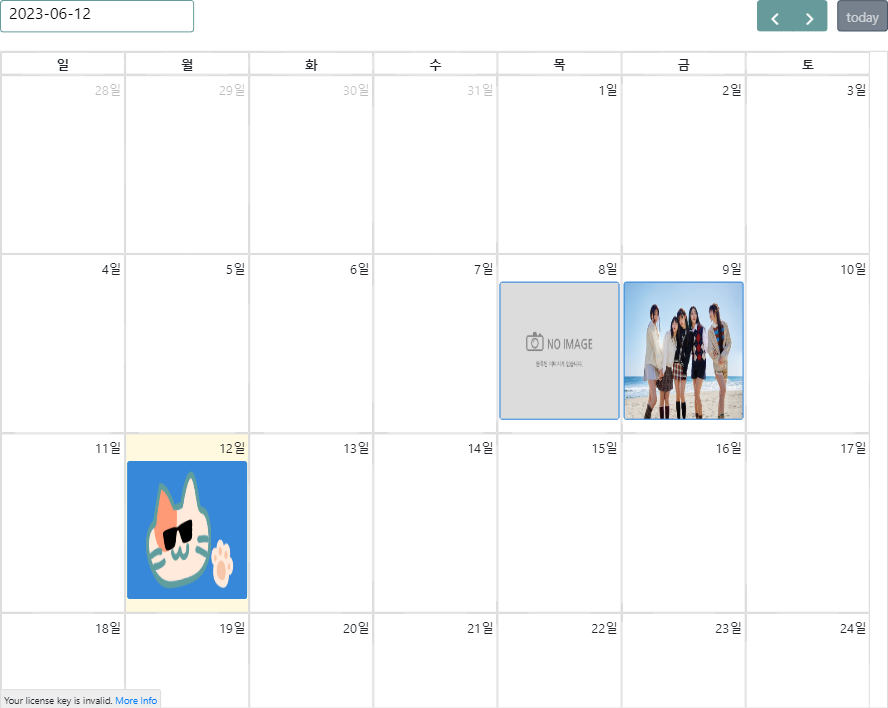 2023-06-12
today
일 월 화 수 목 금 토
28일 29일 30일 31일 1일 2일 3일
4일 5일 6일 7일 8일 9일 10일
NO IMAGE
11일 12일 13일 14일 15일 16일 17일
18일 19일 20일 21일 22일 23일 24일
Your license key is invalid. More Info